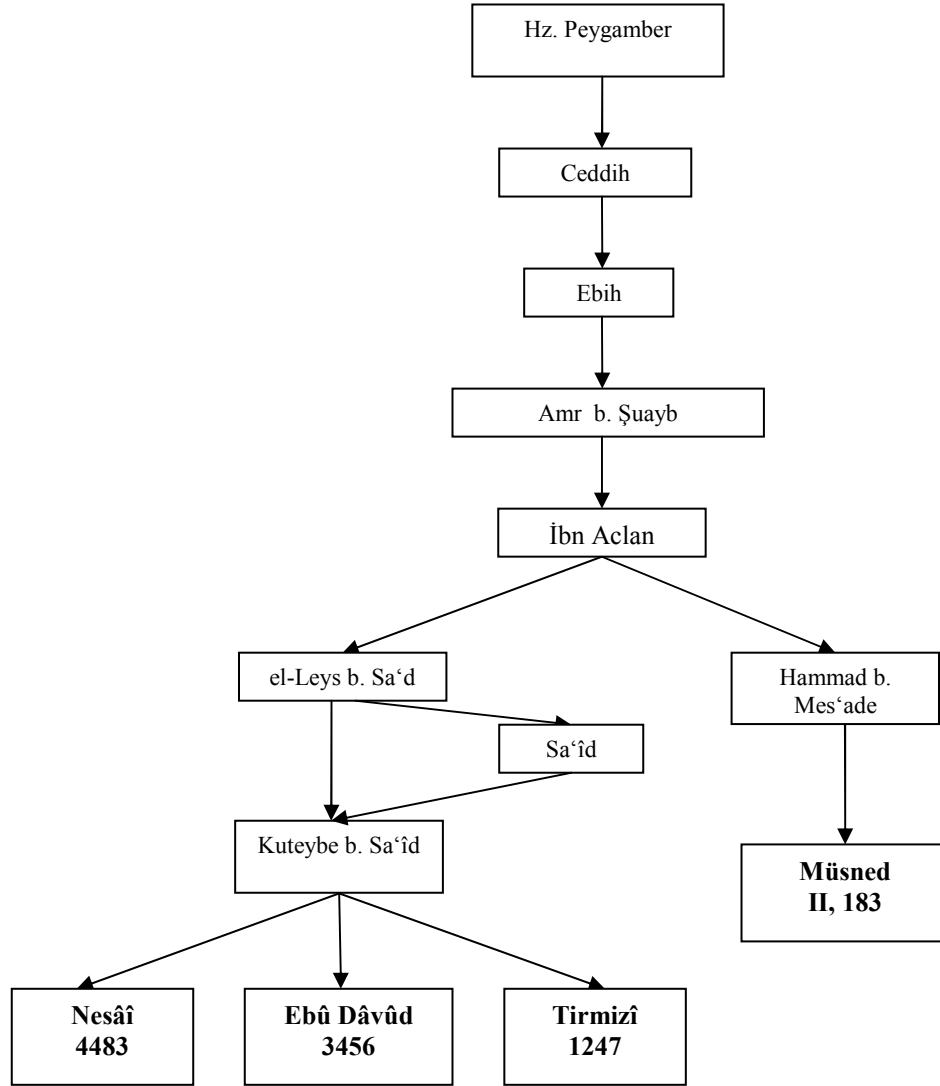 Hz. Peygamber
Ceddih
Ebih
Amr b. Şuayb
İbn Aclan
el-Leys b. Sa‘d
Hammad b.
Mes‘ade
Sa‘îd
Kuteybe b. Sa‘îd
Müsned
II, 183
Nesâî
4483
Ebû Dâvûd
3456
Tirmizî
1247